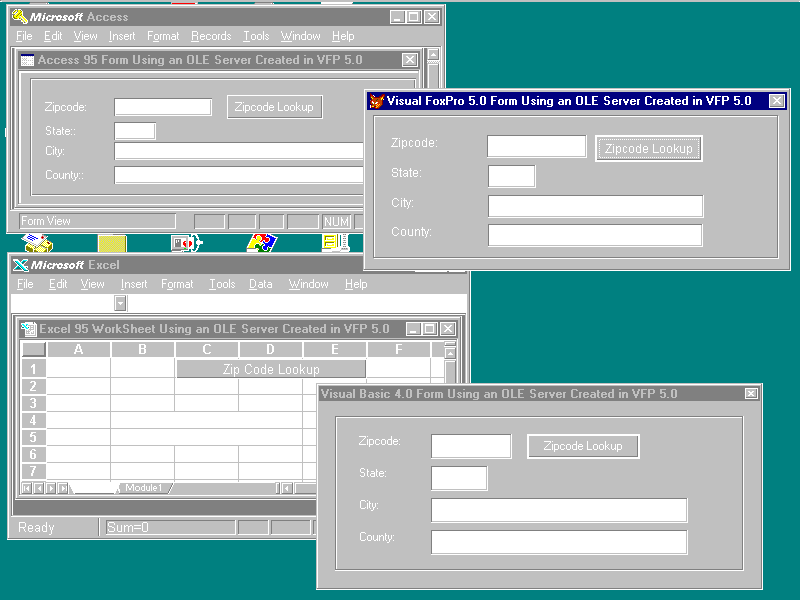 Microsoft Access
File Edit View Insert Format Records Tools Window Help
Access 95 Form Using an OLE Server Created in VFP 5.0
Zipcode: Zipcode Lookup
State::
City:
County::
Form View NUM
Visual FoxPro 5.0 Form Using an OLE Server Created in VFP 5.0
Zipcode: Zipcode Lookup
State:
City:
County:
Microsoft Excel
File Edit View Insert Format Tools Data Window Help
Excel 95 WorkSheet Using an OLE Server Created in VFP 5.0
A B C D E F
1 Zip Code Lookup
2
3
4
5
6
7
Module1
Ready Sum=0
Visual Basic 4.0 Form Using an OLE Server Created in VFP 5.0
Zipcode: Zipcode Lookup
State:
City:
County: